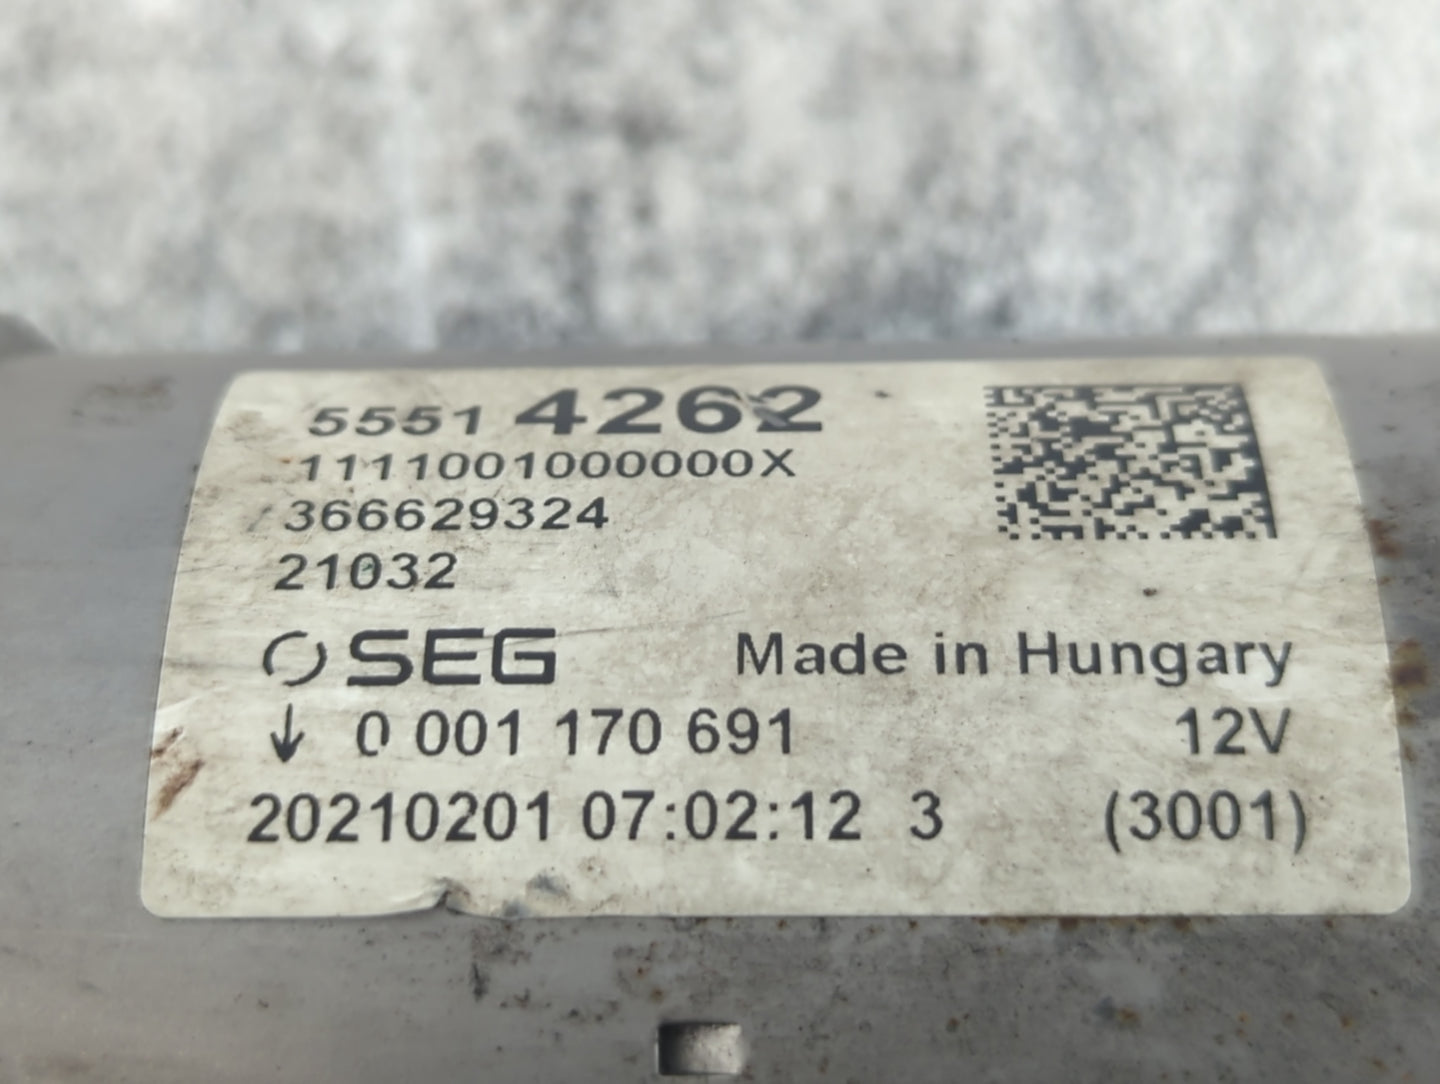 5551 4262
1111001000000X
366629324
21032
SEG Made in Hungary
↓ 0 001 170 691 12V
20210201 07:02:12 3 (3001)